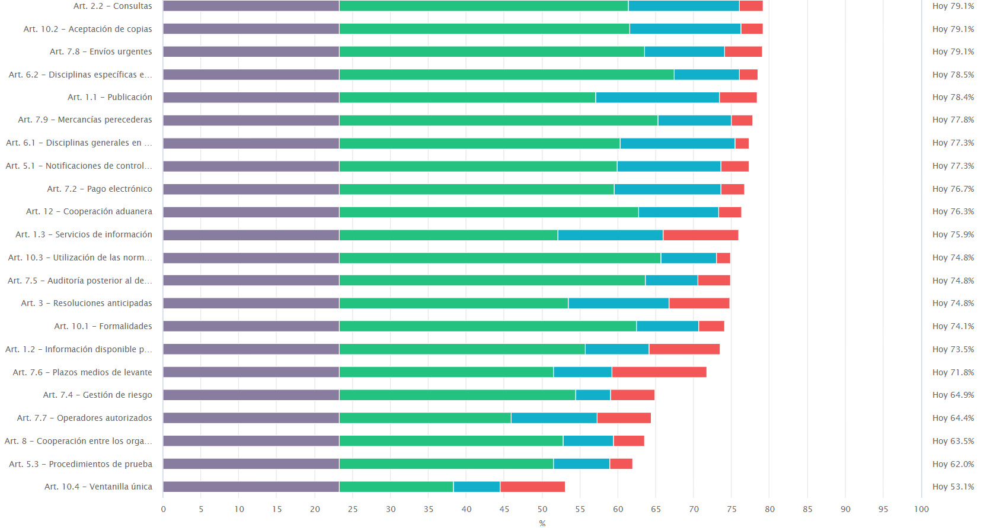 Art. 2.2 – Consultas Hoy 79.1%
Art. 10.2 – Aceptación de copias Hoy 79.1%
Art. 7.8 – Envíos urgentes Hoy 79.1%
Art. 6.2 – Disciplinas específicas e... Hoy 78.5%
Art. 1.1 – Publicación Hoy 78.4%
Art. 7.9 – Mercancías perecederas Hoy 77.8%
Art. 6.1 – Disciplinas generales en ... Hoy 77.3%
Art. 5.1 – Notificaciones de control... Hoy 77.3%
Art. 7.2 – Pago electrónico Hoy 76.7%
Art. 12 – Cooperación aduanera Hoy 76.3%
Art. 1.3 – Servicios de información Hoy 75.9%
Art. 10.3 – Utilización de las norm... Hoy 74.8%
Art. 7.5 – Auditoría posterior al de... Hoy 74.8%
Art. 3 – Resoluciones anticipadas Hoy 74.8%
Art. 10.1 – Formalidades Hoy 74.1%
Art. 1.2 – Información disponible p... Hoy 73.5%
Art. 7.6 – Plazos medios de levante Hoy 71.8%
Art. 7.4 – Gestión de riesgo Hoy 64.9%
Art. 7.7 – Operadores autorizados Hoy 64.4%
Art. 8 – Cooperación entre los orga... Hoy 63.5%
Art. 5.3 – Procedimientos de prueba Hoy 62.0%
Art. 10.4 – Ventanilla única Hoy 53.1%
0 5 10 15 20 25 30 35 40 45 50 55 60 65 70 75 80 85 90 95 100
%